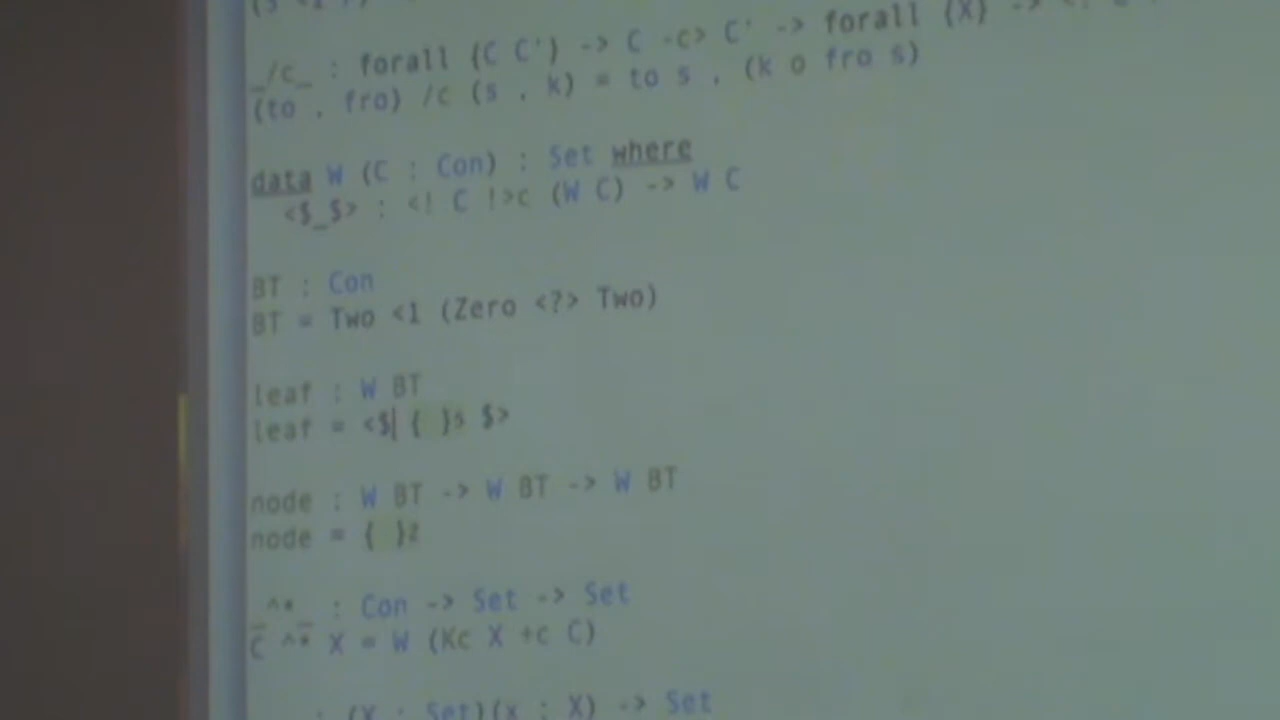 _/c_ : forall {C C'} -> C -c> C' -> forall {X} ->
(to , fro) /c (s , k) = to s , (k o fro s)
data W (C : Con) : Set where
<$_$> : <! C !>c (W C) -> W C
BT : Con
BT = Two <1 (Zero <?> Two)
leaf : W BT
leaf = <$ { }5 $>
node : W BT -> W BT -> W BT
node = { }2
_^*_ : Con -> Set -> Set
C ^* X = W (Kc X +c C)
: (X : Set)(x : X) -> Set